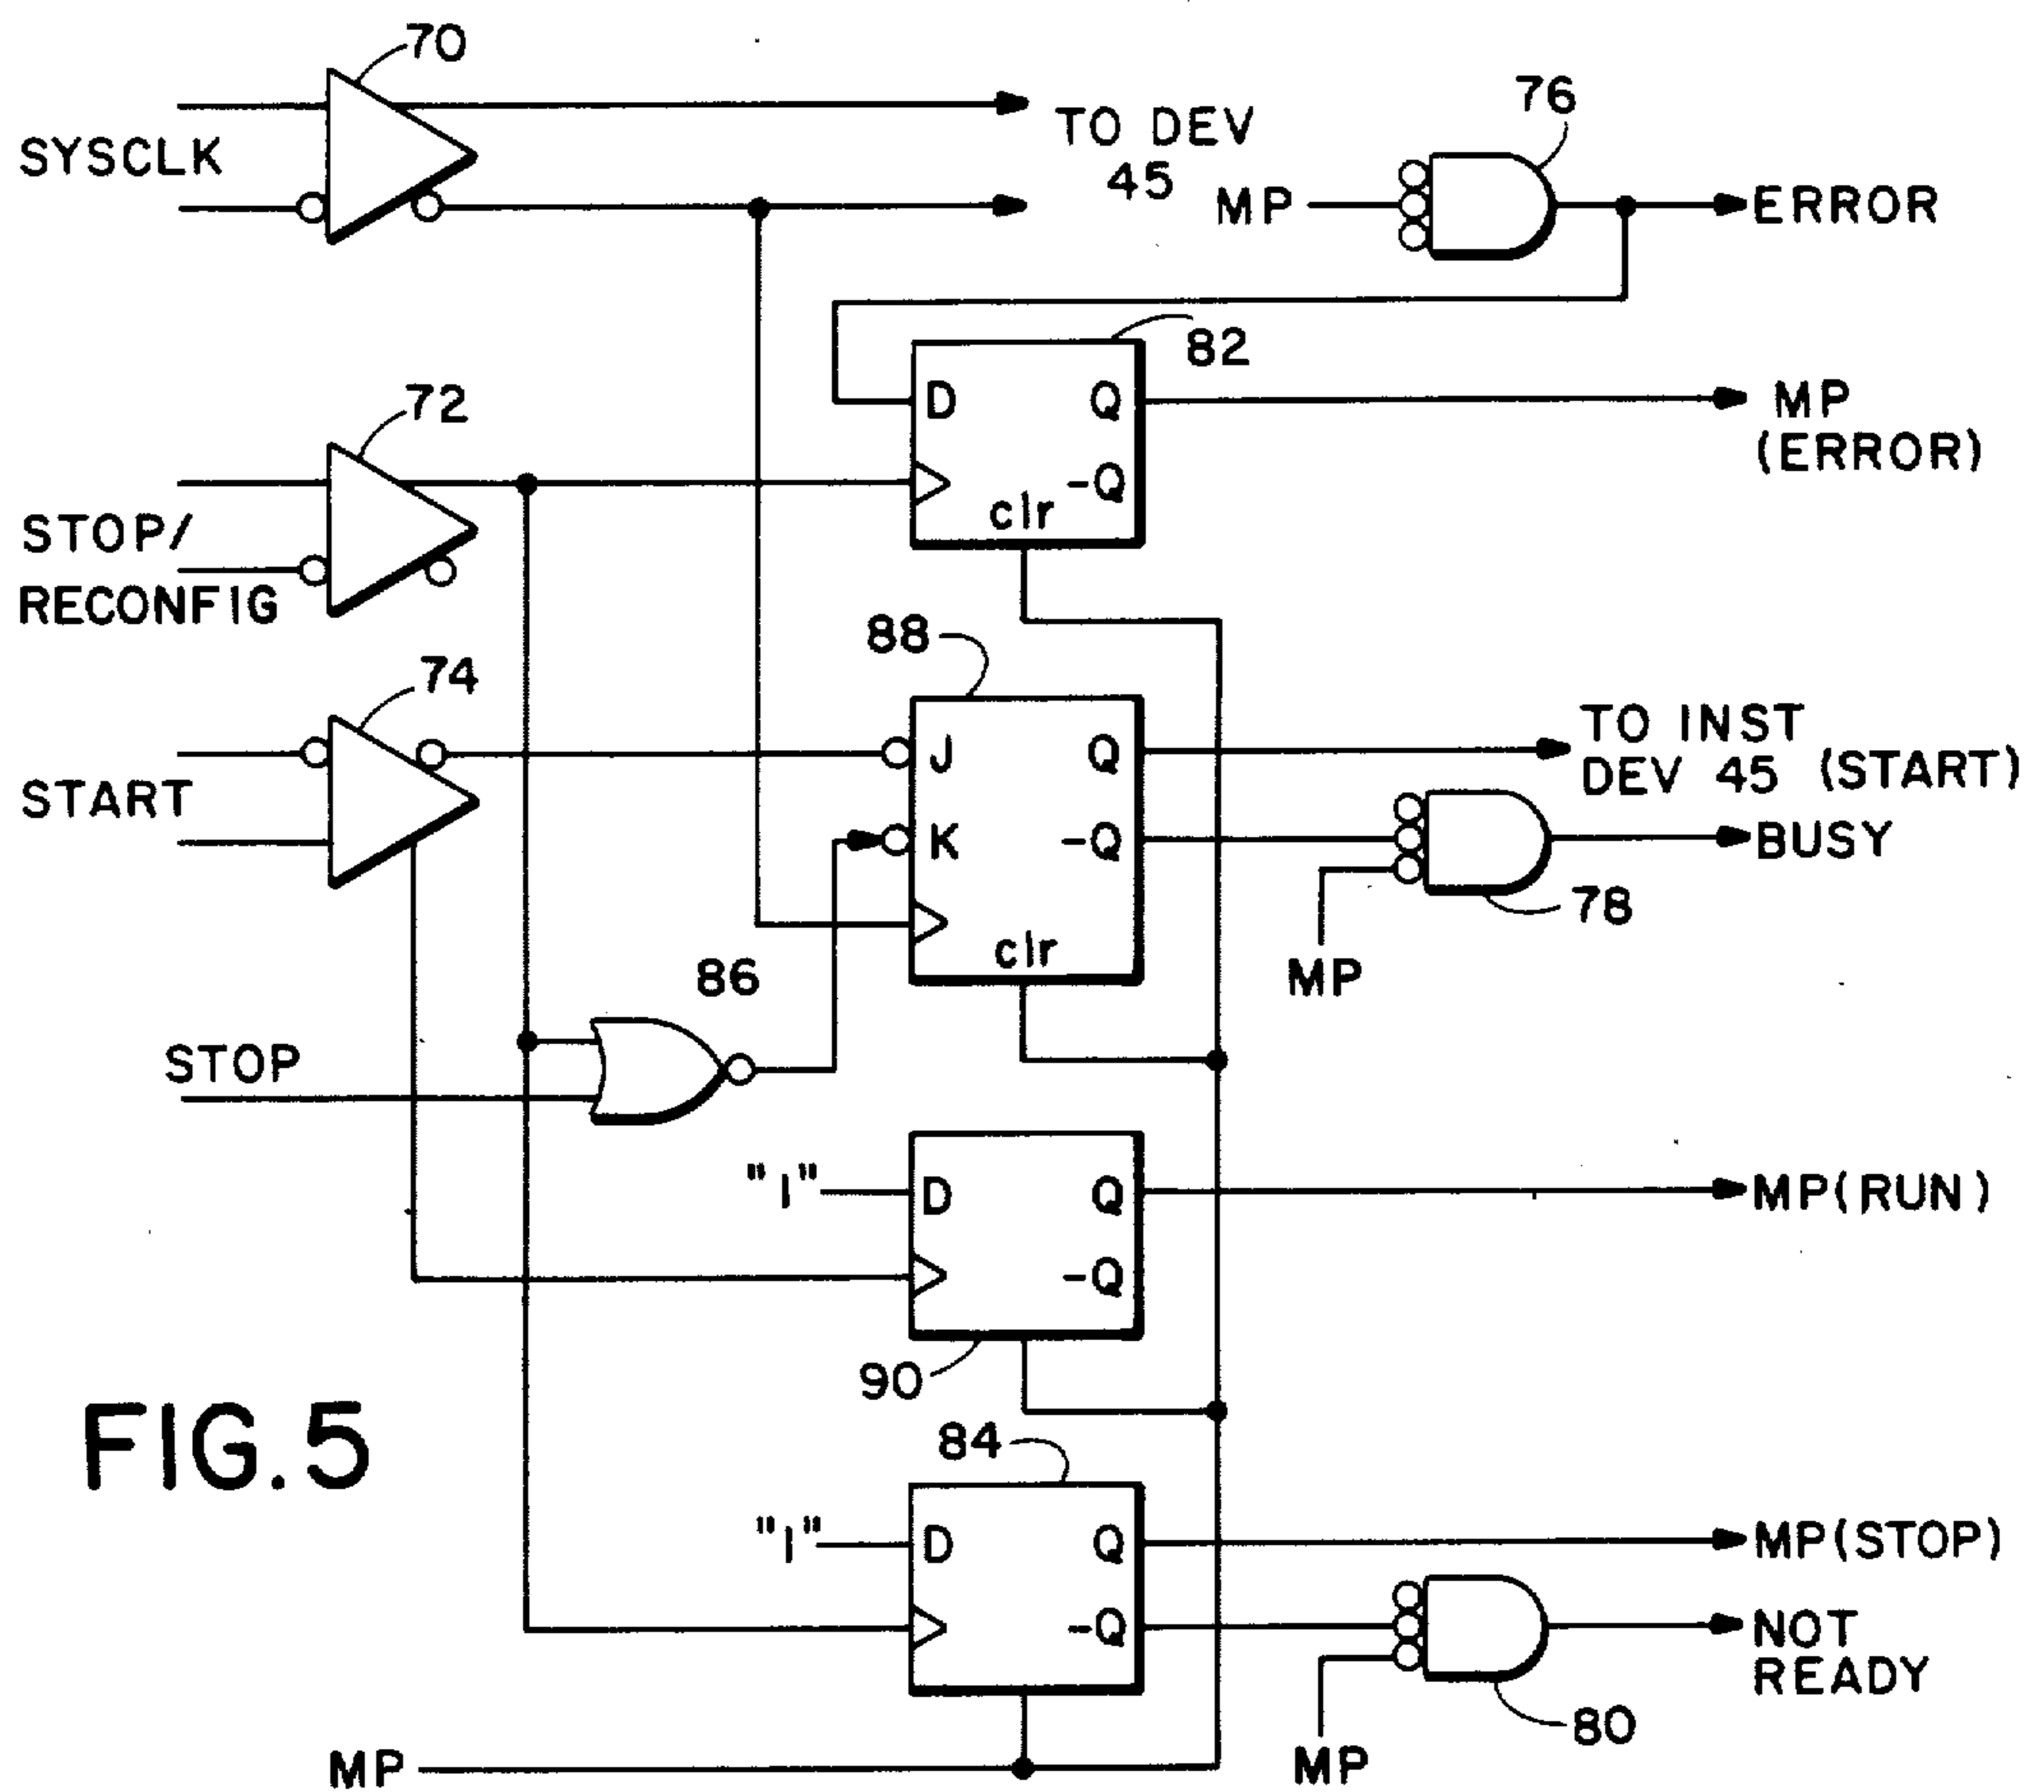 70
SYSCLK
TO DEV
45
76
MP
ERROR
82
D
Q
-Q
clr
MP
(ERROR)
72
STOP/
RECONFIG
88
J
Q
K
-Q
clr
TO INST
DEV 45 (START)
BUSY
78
MP
74
START
86
STOP
"1"
D
Q
-Q
MP(RUN)
90
84
"1"
D
Q
-Q
MP(STOP)
NOT
READY
80
MP
MP
FIG.5